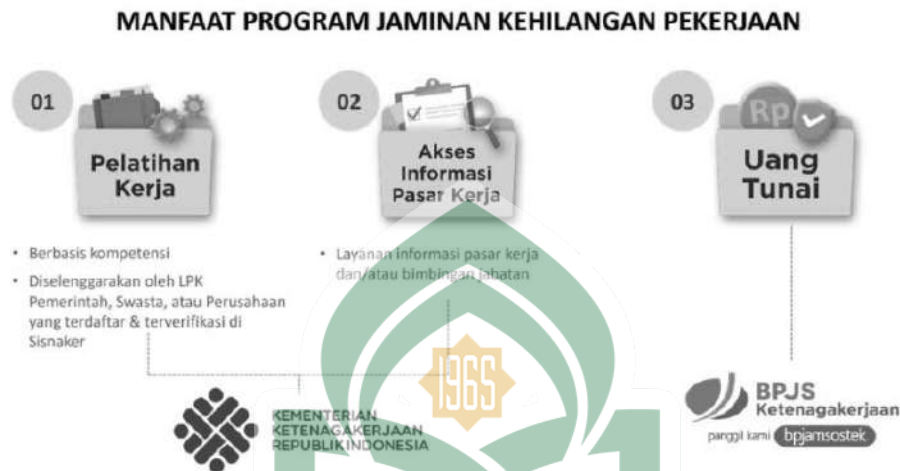 MANFAAT PROGRAM JAMINAN KEHILANGAN PEKERJAAN
01
Pelatihan
Kerja
• Berbasis kompetensi
• Diselenggarakan oleh LPK
Pemerintah, Swasta, atau Perusahaan
yang terdaftar & terverifikasi di
Sisnaker
02
Akses
Informasi
Pasar Kerja
• Layanan informasi pasar kerja
dan/atau bimbingan jabatan
03
Rp
Uang
Tunai
1965
KEMENTERIAN
KETENAGAKERJAAN
REPUBLIK INDONESIA
BPJS
Ketenagakerjaan
panggil kami bpjamsostek